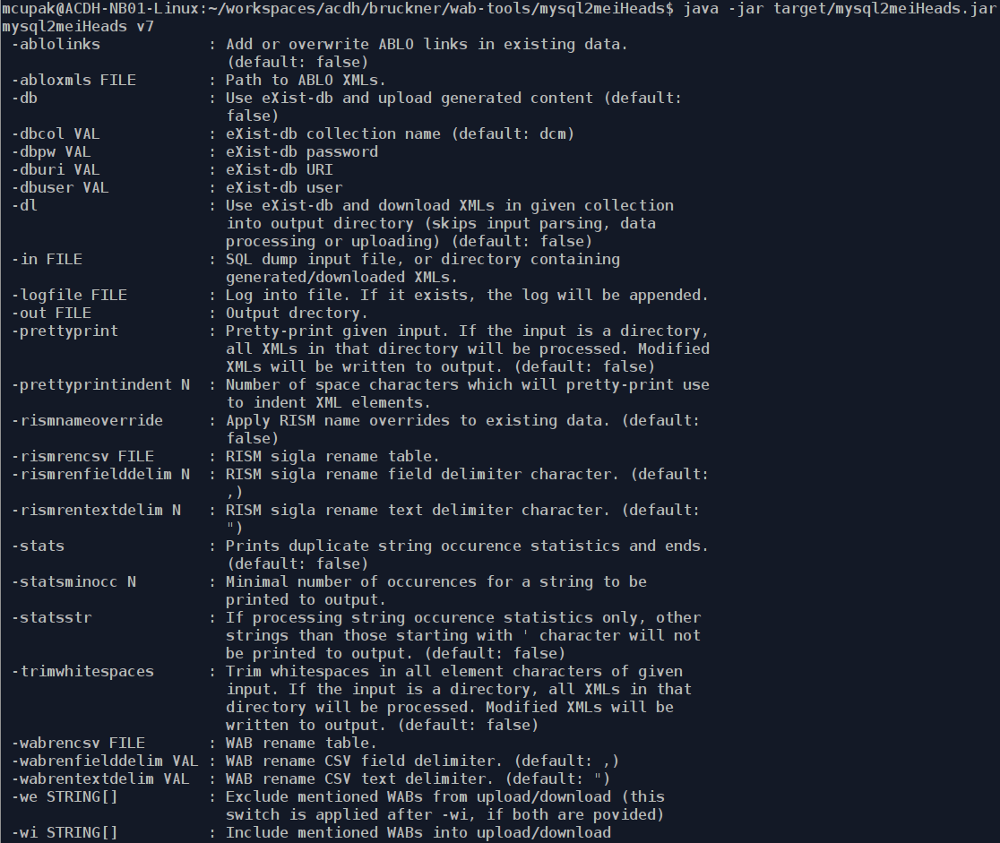 mcupak@ACDH-NB01-Linux:~/workspaces/acdh/bruckner/wab-tools/mysql2meiHeads$ java -jar target/mysql2meiHeads.jar
mysql2meiHeads v7
 -ablolinks            : Add or overwrite ABLO links in existing data.
                         (default: false)
 -abloxmls FILE        : Path to ABLO XMLs.
 -db                   : Use eXist-db and upload generated content (default:
                         false)
 -dbcol VAL            : eXist-db collection name (default: dcm)
 -dbpw VAL             : eXist-db password
 -dburi VAL            : eXist-db URI
 -dbuser VAL           : eXist-db user
 -dl                   : Use eXist-db and download XMLs in given collection
                         into output directory (skips input parsing, data
                         processing or uploading) (default: false)
 -in FILE              : SQL dump input file, or directory containing
                         generated/downloaded XMLs.
 -logfile FILE         : Log into file. If it exists, the log will be appended.
 -out FILE             : Output drectory.
 -prettyprint          : Pretty-print given input. If the input is a directory,
                         all XMLs in that directory will be processed. Modified
                         XMLs will be written to output. (default: false)
 -prettyprintindent N  : Number of space characters which will pretty-print use
                         to indent XML elements.
 -rismnameoverride     : Apply RISM name overrides to existing data. (default:
                         false)
 -rismrencsv FILE      : RISM sigla rename table.
 -rismrenfielddelim N  : RISM sigla rename field delimiter character. (default:
                         ,)
 -rismrentextdelim N   : RISM sigla rename text delimiter character. (default:
                         ")
 -stats                : Prints duplicate string occurence statistics and ends.
                         (default: false)
 -statsminocc N        : Minimal number of occurences for a string to be
                         printed to output.
 -statsstr             : If processing string occurence statistics only, other
                         strings than those starting with ' character will not
                         be printed to output. (default: false)
 -trimwhitespaces      : Trim whitespaces in all element characters of given
                         input. If the input is a directory, all XMLs in that
                         directory will be processed. Modified XMLs will be
                         written to output. (default: false)
 -wabrencsv FILE       : WAB rename table.
 -wabrenfielddelim VAL : WAB rename CSV field delimiter. (default: ,)
 -wabrentextdelim VAL  : WAB rename CSV text delimiter. (default: ")
 -we STRING[]          : Exclude mentioned WABs from upload/download (this
                         switch is applied after -wi, if both are povided)
 -wi STRING[]          : Include mentioned WABs into upload/download